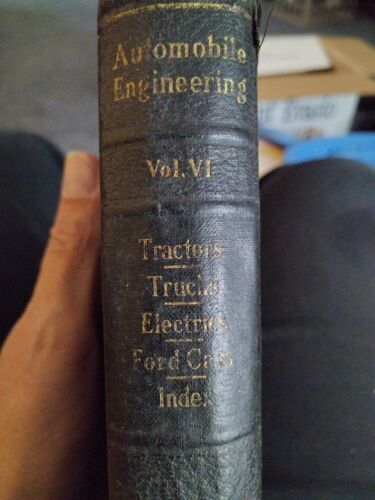 Automobile
Engineering
Vol. VI
Tractors
Trucks
Electrics
Ford Cars
Index